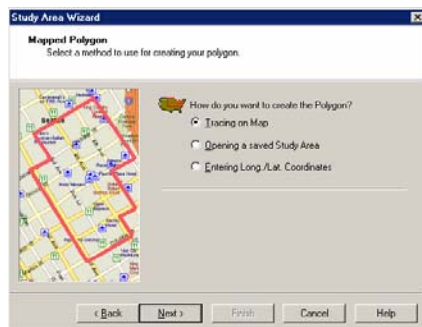 Study Area Wizard
Mapped Polygon
Select a method to use for creating your polygon.
How do you want to create the Polygon?
Tracing on Map
Opening a saved Study Area
Entering Long./Lat. Coordinates
< Back
Next >
Finish
Cancel
Help